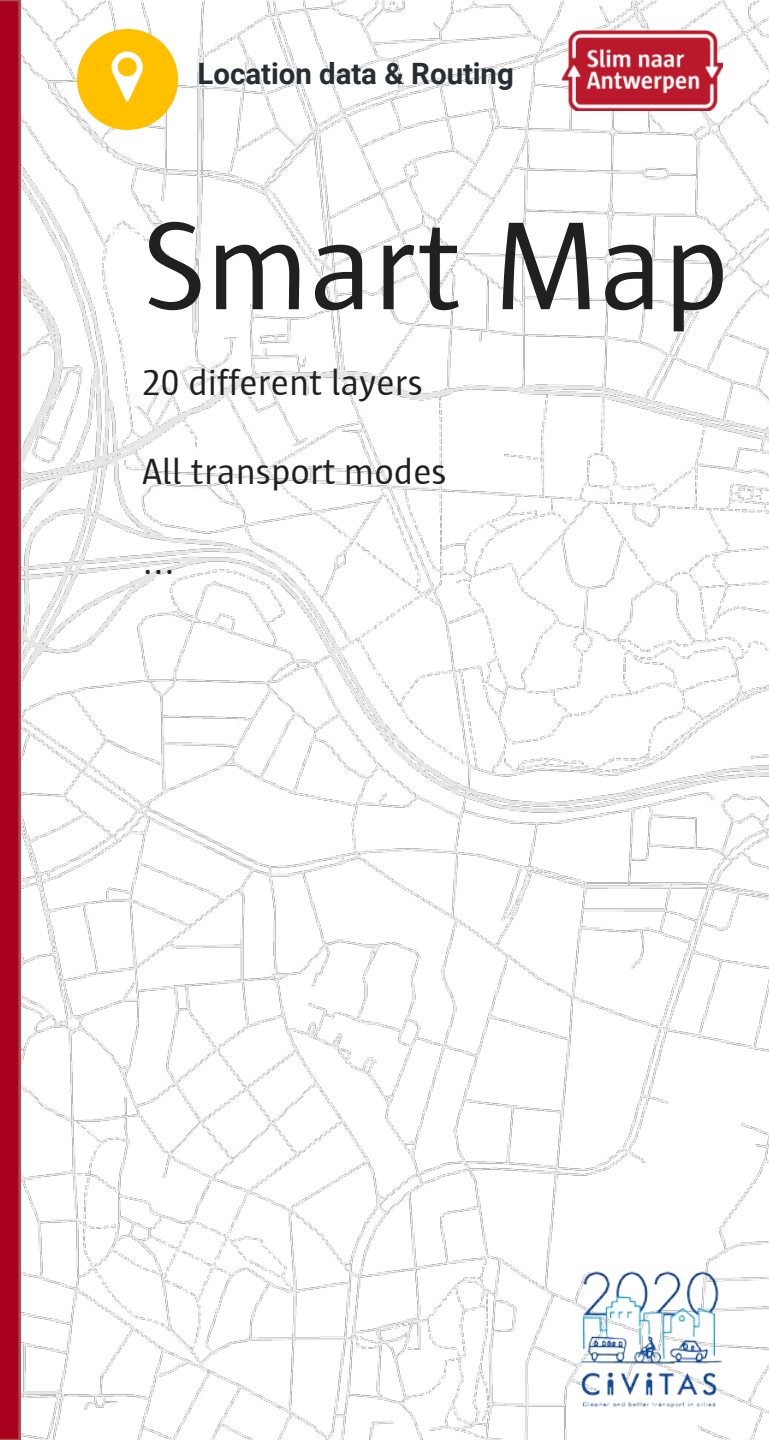 Location data & Routing
Slim naar
Antwerpen
Smart Map
20 different layers
All transport modes
...
2020
CiViTAS
Cleaner and better transport in cities